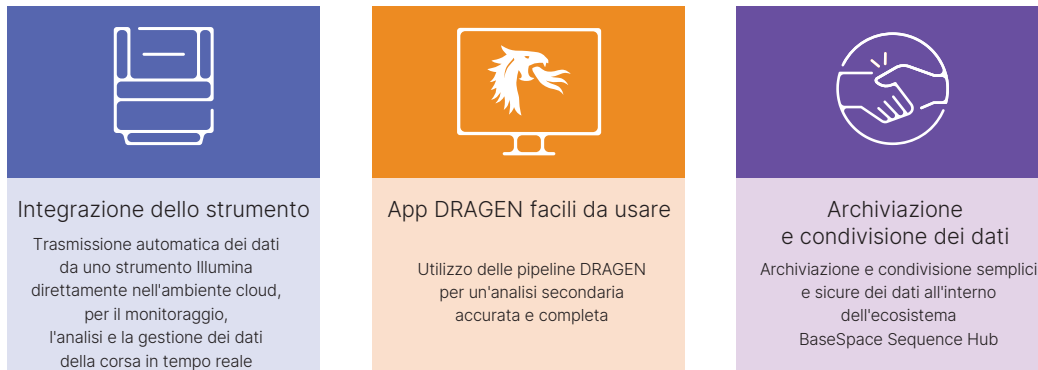 Integrazione dello strumento
Trasmissione automatica dei dati
da uno strumento Illumina
direttamente nell'ambiente cloud,
per il monitoraggio,
l'analisi e la gestione dei dati
della corsa in tempo reale
App DRAGEN facili da usare
Utilizzo delle pipeline DRAGEN
per un'analisi secondaria
accurata e completa
Archiviazione
e condivisione dei dati
Archiviazione e condivisione semplici
e sicure dei dati all'interno
dell'ecosistema
BaseSpace Sequence Hub